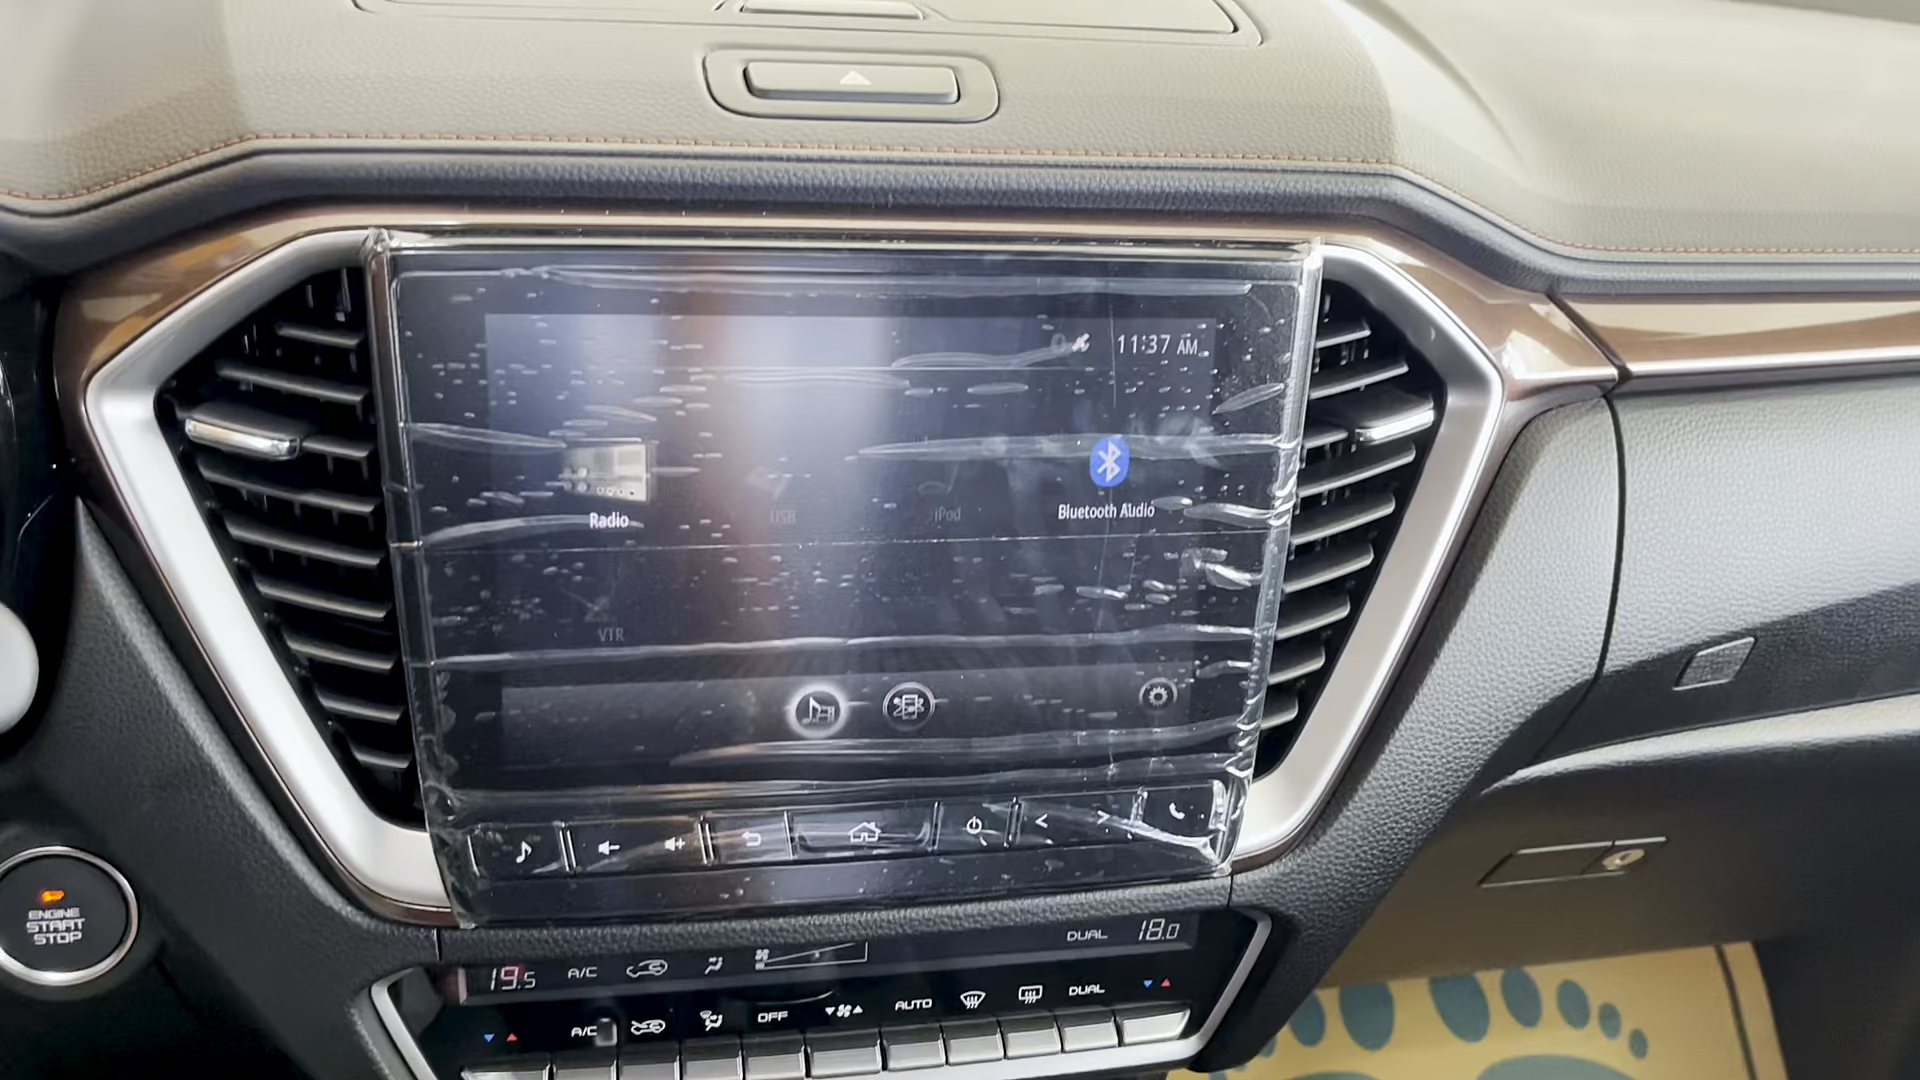 11:37 AM
Radio
USB
iPod
Bluetooth Audio
VTR
ENGINE
START
STOP
19.5
A/C
DUAL
18.0
A/C
OFF
AUTO
DUAL